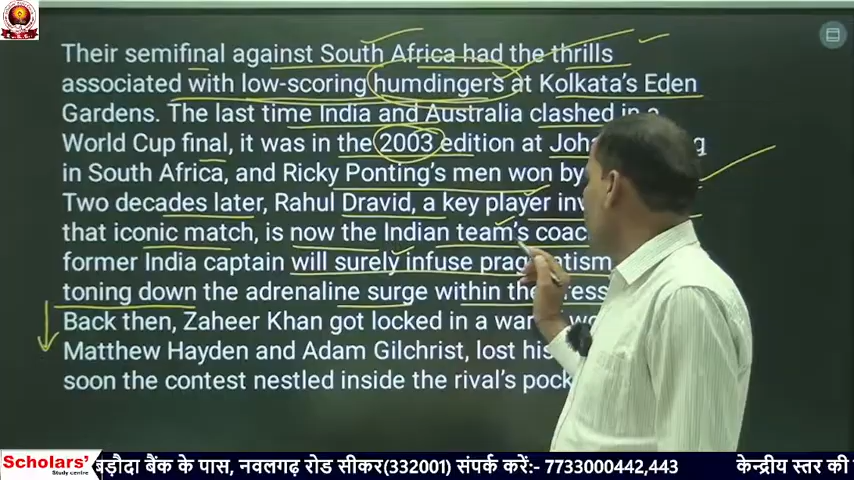 Their semifinal against South Africa had the thrills
associated with low-scoring humdingers at Kolkata's Eden
Gardens. The last time India and Australia clashed in a
World Cup final, it was in the 2003 edition at
in South Africa, and Ricky Ponting's men won by
Two decades later, Rahul Dravid, a key player
that iconic match, is now the Indian team's
former India captain will surely infuse pragmatism
toning down the adrenaline surge within the
Back then, Zaheer Khan got locked in a
Matthew Hayden and Adam Gilchrist, lost
soon the contest nestled inside the rival's
Scholars'
Study centre
बड़ौदा बैंक के पास, नवलगढ़ रोड सीकर(332001) संपर्क करें:- 7733000442,443 केन्द्रीय स्तर की